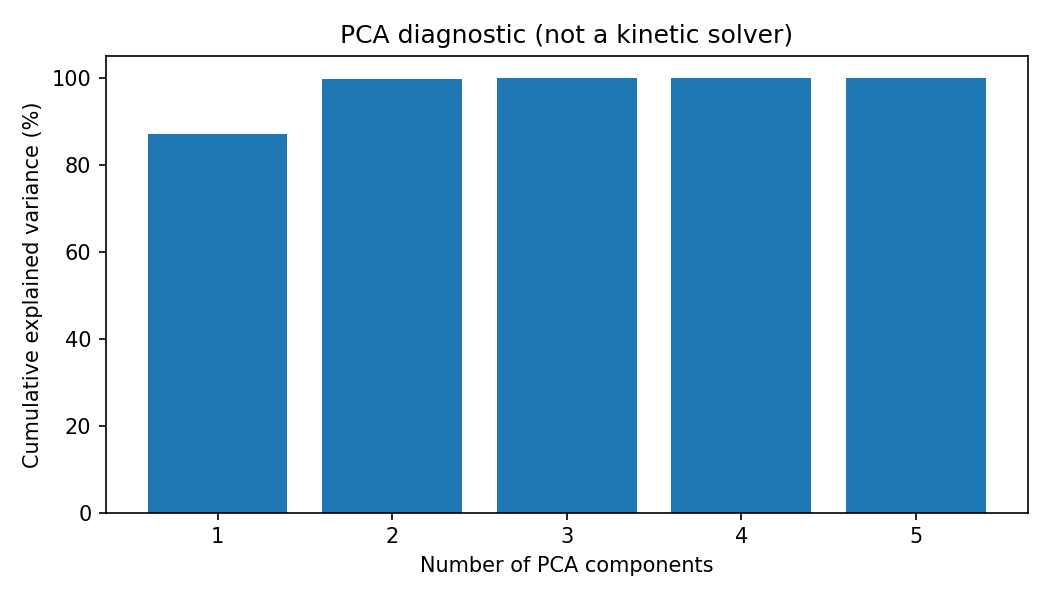 PCA diagnostic (not a kinetic solver)
Cumulative explained variance (%)
100
80
60
40
20
0
1 2 3 4 5
Number of PCA components